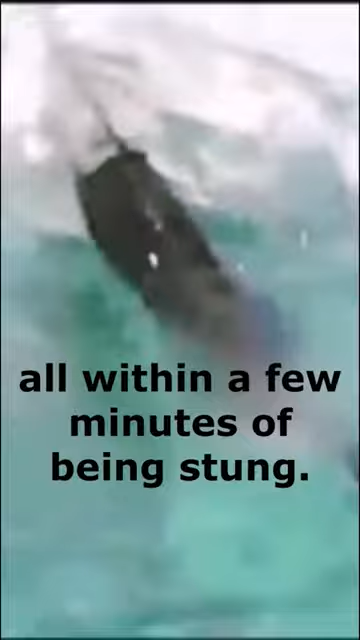 all within a few
minutes of
being stung.